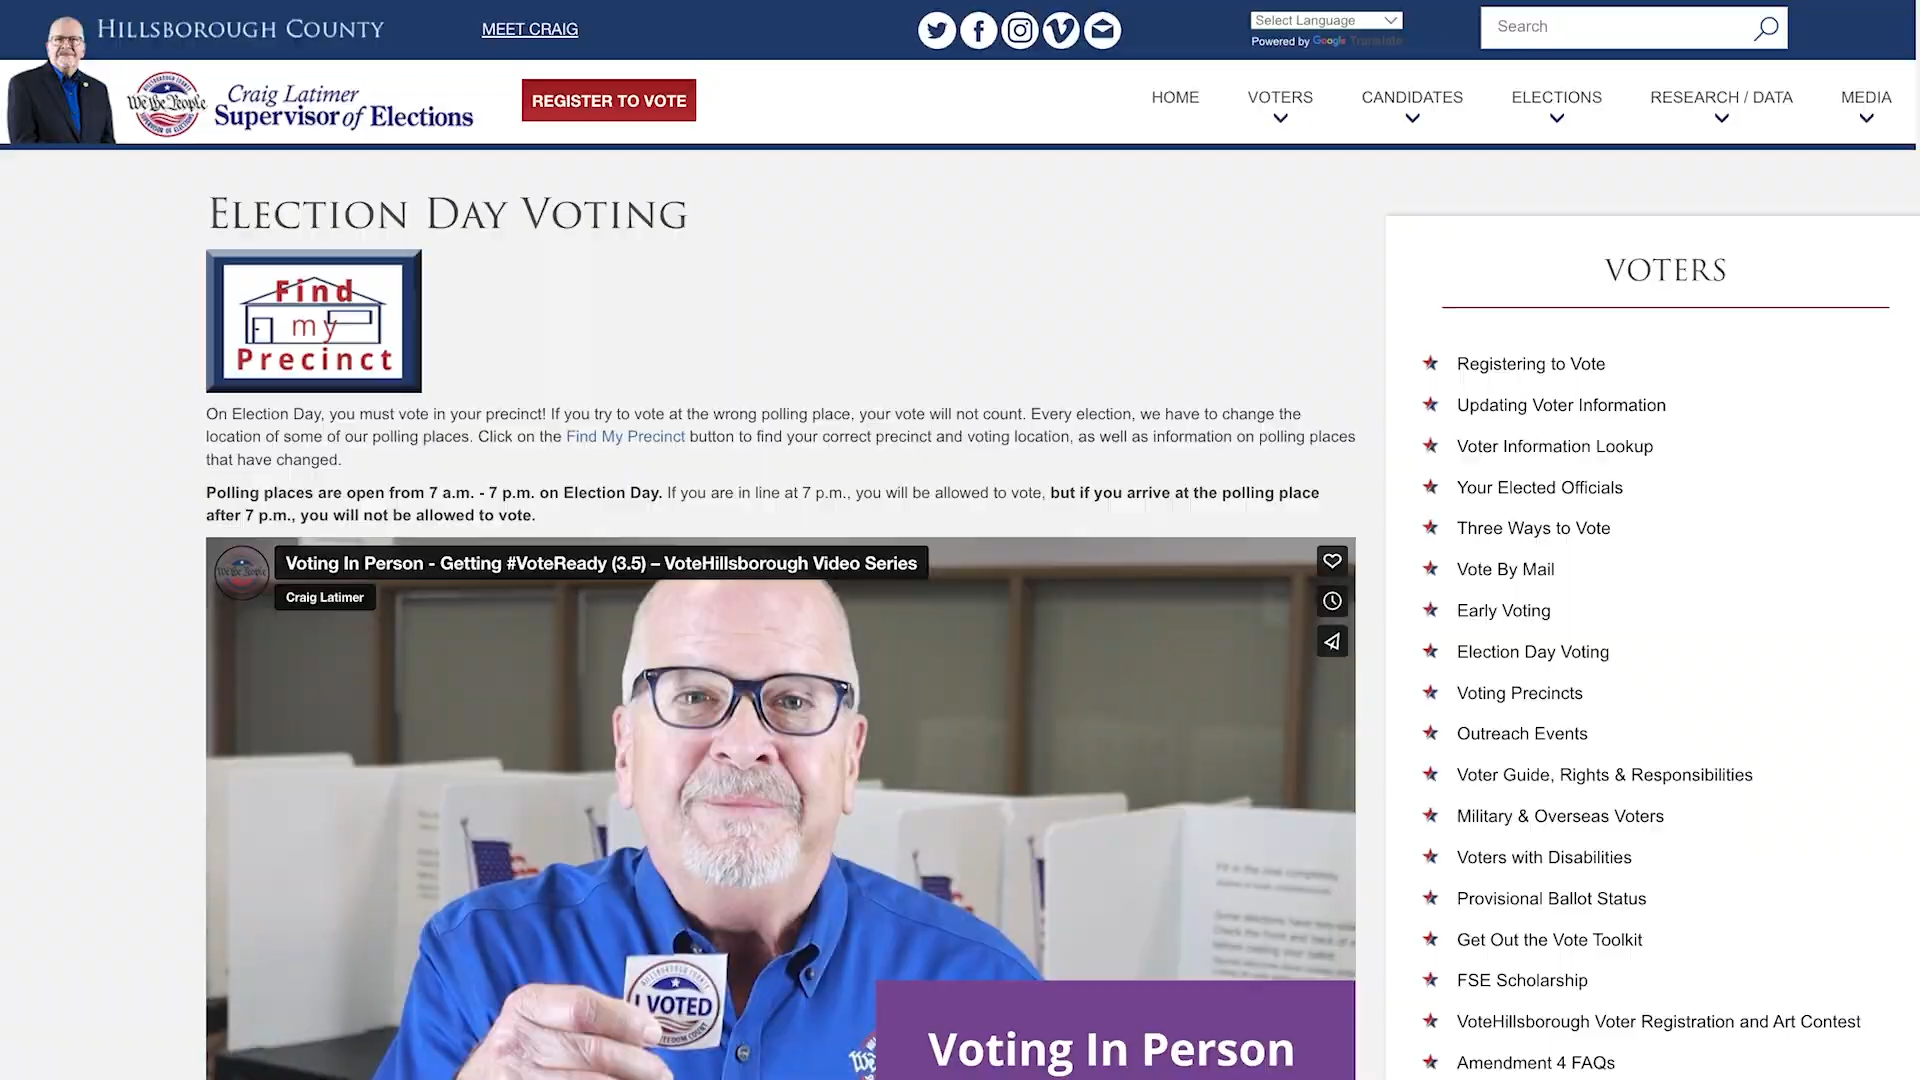 HILLSBOROUGH COUNTY
MEET CRAIG
Select Language
Powered by Google Translate
Search
We the People
Craig Latimer
Supervisor of Elections
REGISTER TO VOTE
HOME
VOTERS
CANDIDATES
ELECTIONS
RESEARCH / DATA
MEDIA
ELECTION DAY VOTING
Find
my
Precinct
On Election Day, you must vote in your precinct! If you try to vote at the wrong polling place, your vote will not count. Every election, we have to change the
location of some of our polling places. Click on the Find My Precinct button to find your correct precinct and voting location, as well as information on polling places
that have changed.
Polling places are open from 7 a.m. - 7 p.m. on Election Day. If you are in line at 7 p.m., you will be allowed to vote, but if you arrive at the polling place
after 7 p.m., you will not be allowed to vote.
We the People
Voting In Person - Getting #VoteReady (3.5) – VoteHillsborough Video Series
Craig Latimer
HILLSBOROUGH COUNTY
I VOTED
Voting In Person
VOTERS
Registering to Vote
Updating Voter Information
Voter Information Lookup
Your Elected Officials
Three Ways to Vote
Vote By Mail
Early Voting
Election Day Voting
Voting Precincts
Outreach Events
Voter Guide, Rights & Responsibilities
Military & Overseas Voters
Voters with Disabilities
Provisional Ballot Status
Get Out the Vote Toolkit
FSE Scholarship
VoteHillsborough Voter Registration and Art Contest
Amendment 4 FAQs